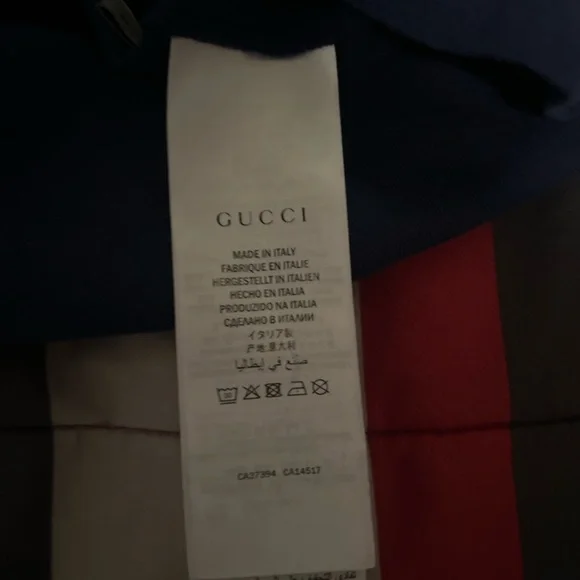 GUCCI
MADE IN ITALY
FABRIQUE EN ITALIE
HERGESTELLT IN ITALIEN
HECHO EN ITALIA
PRODUZIDO NA ITALIA
СДЕЛАНО В ИТАЛИИ
イタリア製
产地:意大利
صنع في إيطاليا
CA37394 CA14517